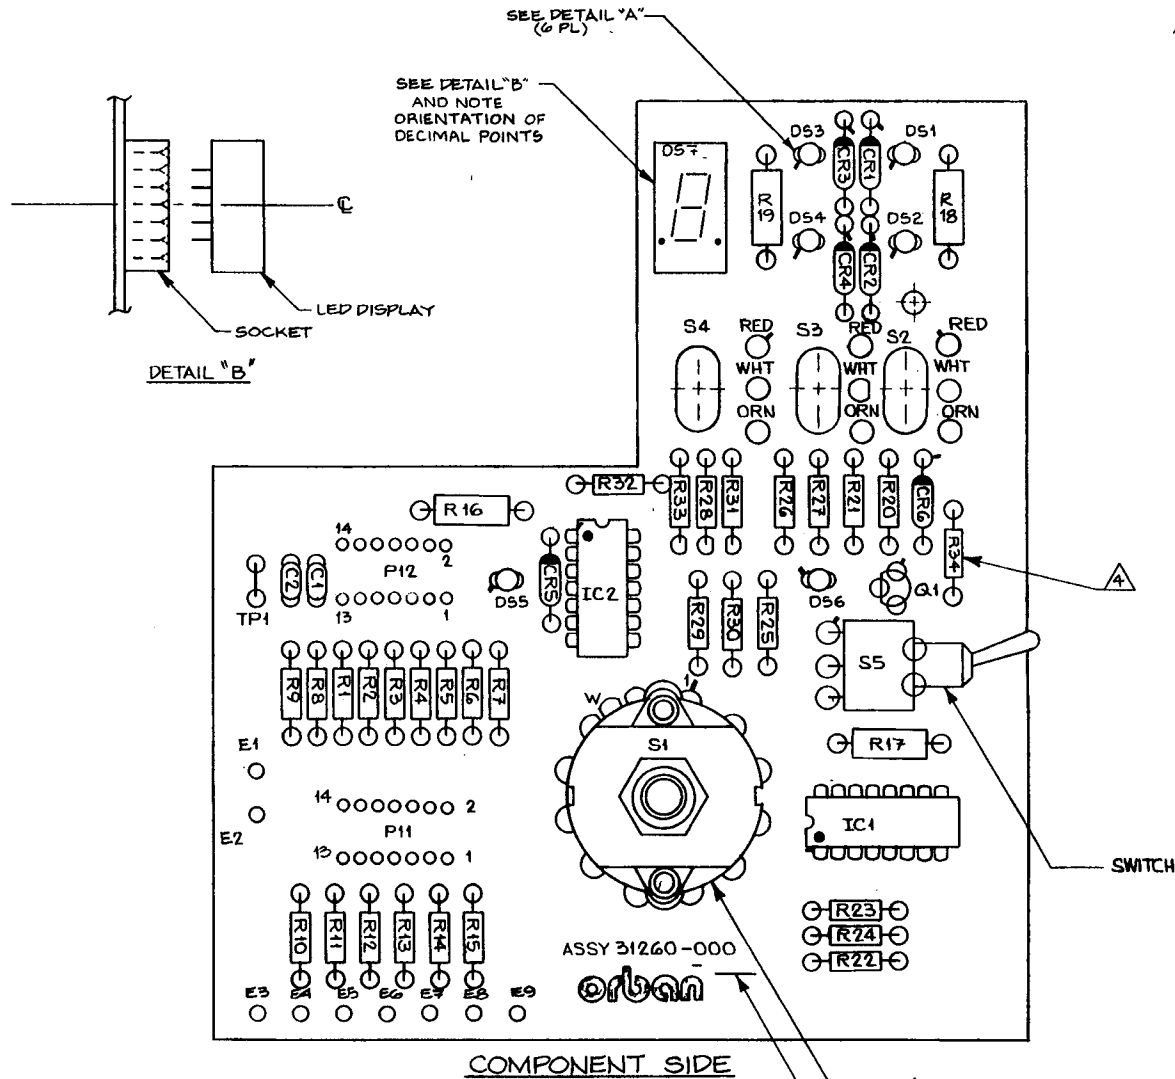 SEE DETAIL "A"
(6 PL)
SEE DETAIL "B"
AND NOTE
ORIENTATION OF
DECIMAL POINTS
℄
LED DISPLAY
SOCKET
DETAIL "B"
DS7
8
R19
DS3
CR3
CR1
DS1
R18
DS4
CR4
CR2
DS2
S4
RED
WHT
ORN
S3
RED
WHT
ORN
S2
RED
WHT
ORN
R32
R33
R28
R31
R26
R27
R21
R20
CR6
R34
4
R16
14
2
P12
13
1
TP1
C2
C1
DS5
CR5
IC2
DS6
Q1
R29
R30
R25
S5
R9
R8
R1
R2
R3
R4
R5
R6
R7
W
1
S1
R17
E1
E2
14
2
P11
13
1
IC1
SWITCH
R10
R11
R12
R13
R14
R15
R23
R24
R22
ASSY 31260-000
orban
E3
E4
E5
E6
E7
E8
E9
COMPONENT SIDE